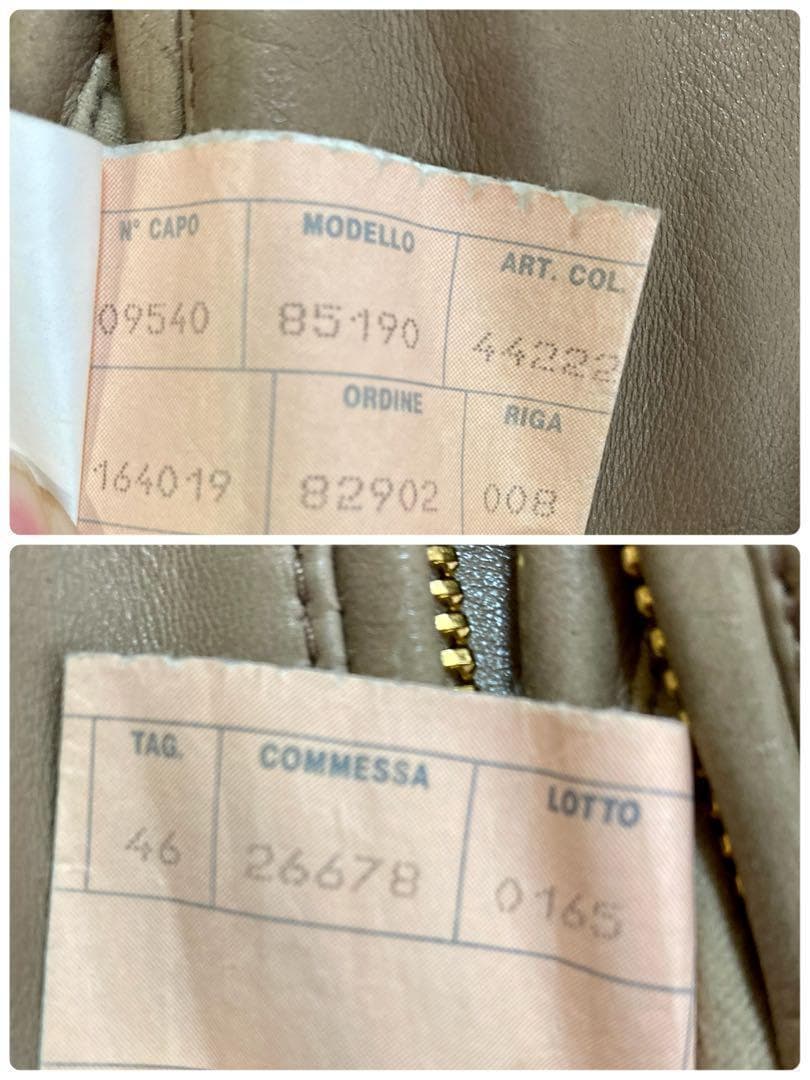 N° CAPO MODELLO ART. COL.
09540 85190 44222
ORDINE RIGA
164019 82902 008
TAG. COMMESSA LOTTO
46 26678 0165